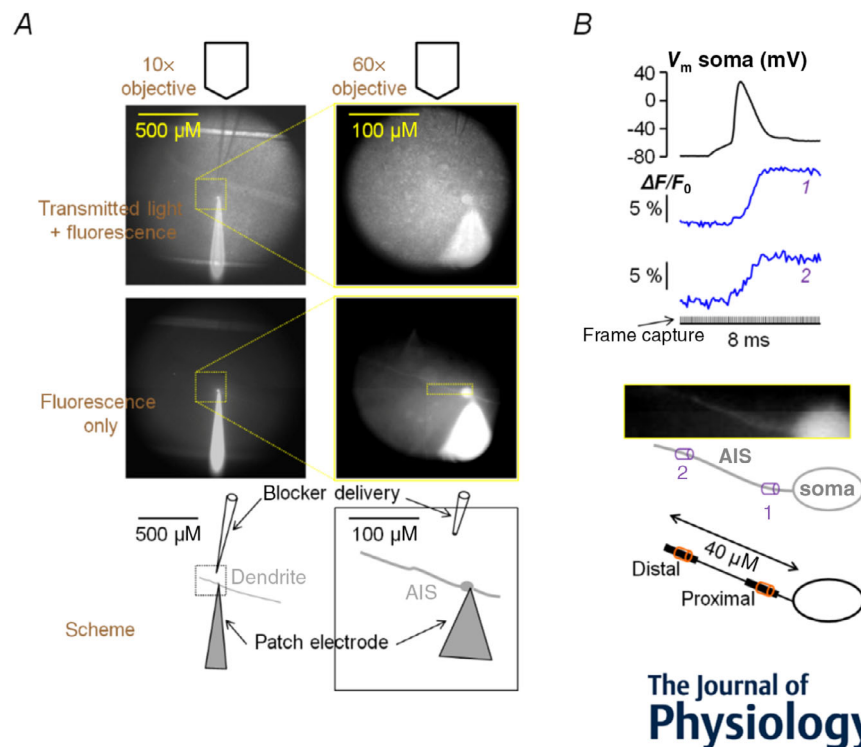 A
10×
objective
60×
objective
500 µM
100 µM
Transmitted light
+ fluorescence
Fluorescence
only
Blocker delivery
500 µM
100 µM
Dendrite
AIS
Scheme
Patch electrode
B
Vm soma (mV)
40
0
-40
-80
ΔF/F0
1
5 %
5 %
2
Frame capture
8 ms
AIS
2
soma
1
40 µM
Distal
Proximal
The Journal of
Physiology